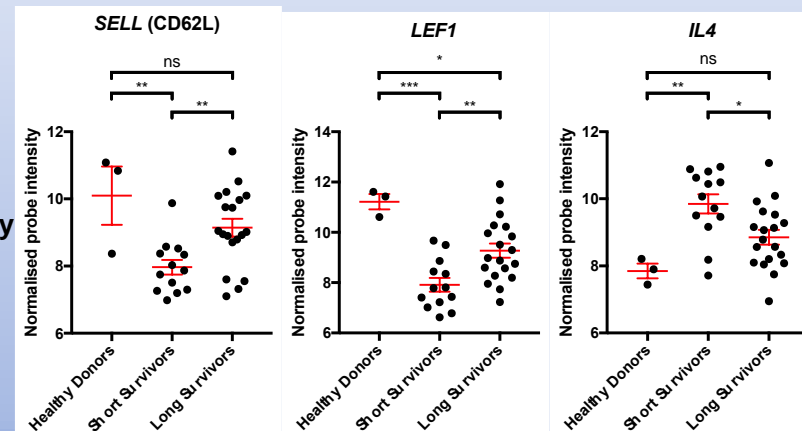 y
SELL (CD62L)
ns
**
**
Normalised probe intensity
12
10
8
6
Healthy Donors
Short Survivors
Long Survivors
LEF1
*
***
**
Normalised probe intensity
14
12
10
8
6
Healthy Donors
Short Survivors
Long Survivors
IL4
ns
**
*
Normalised probe intensity
12
10
8
6
Healthy Donors
Short Survivors
Long Survivors